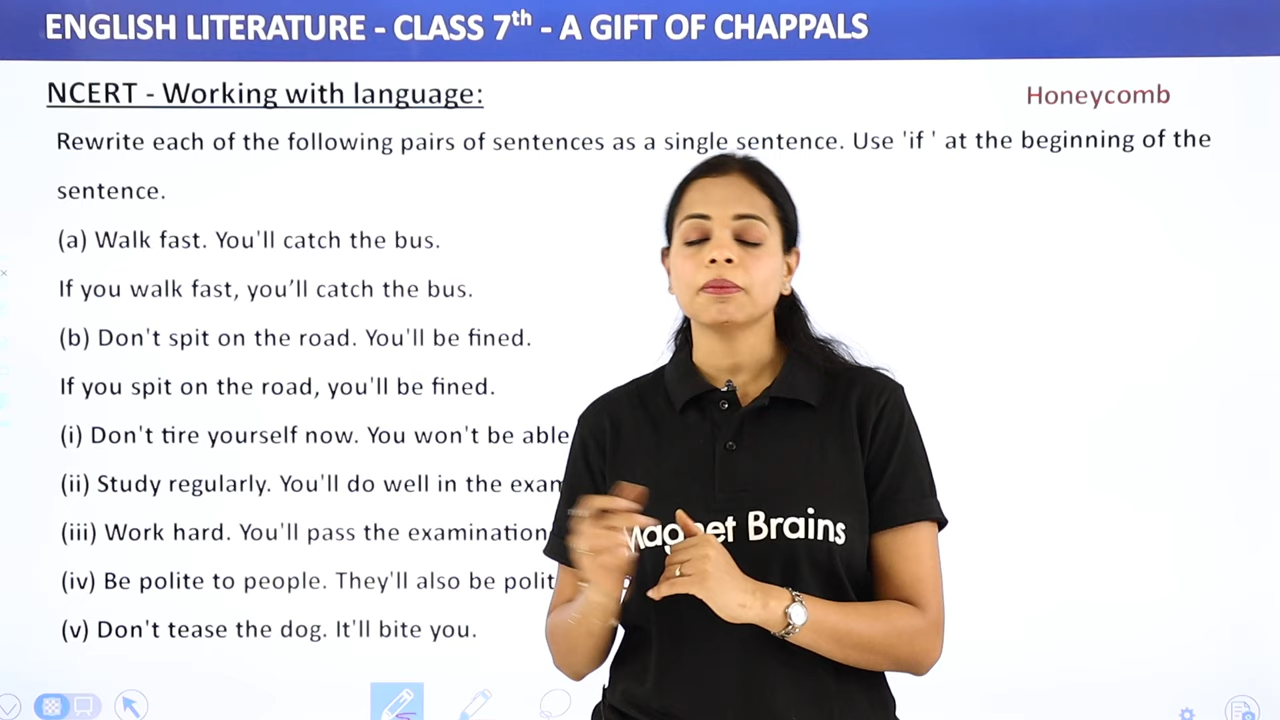 ENGLISH LITERATURE - CLASS 7th - A GIFT OF CHAPPALS
NCERT - Working with language:
Honeycomb
Rewrite each of the following pairs of sentences as a single sentence. Use 'if ' at the beginning of the
sentence.
(a) Walk fast. You'll catch the bus.
If you walk fast, you’ll catch the bus.
(b) Don't spit on the road. You'll be fined.
If you spit on the road, you'll be fined.
(i) Don't tire yourself now. You won't be able
(ii) Study regularly. You'll do well in the
(iii) Work hard. You'll pass the examination
(iv) Be polite to people. They'll also be
(v) Don't tease the dog. It'll bite you.
Magnet Brains